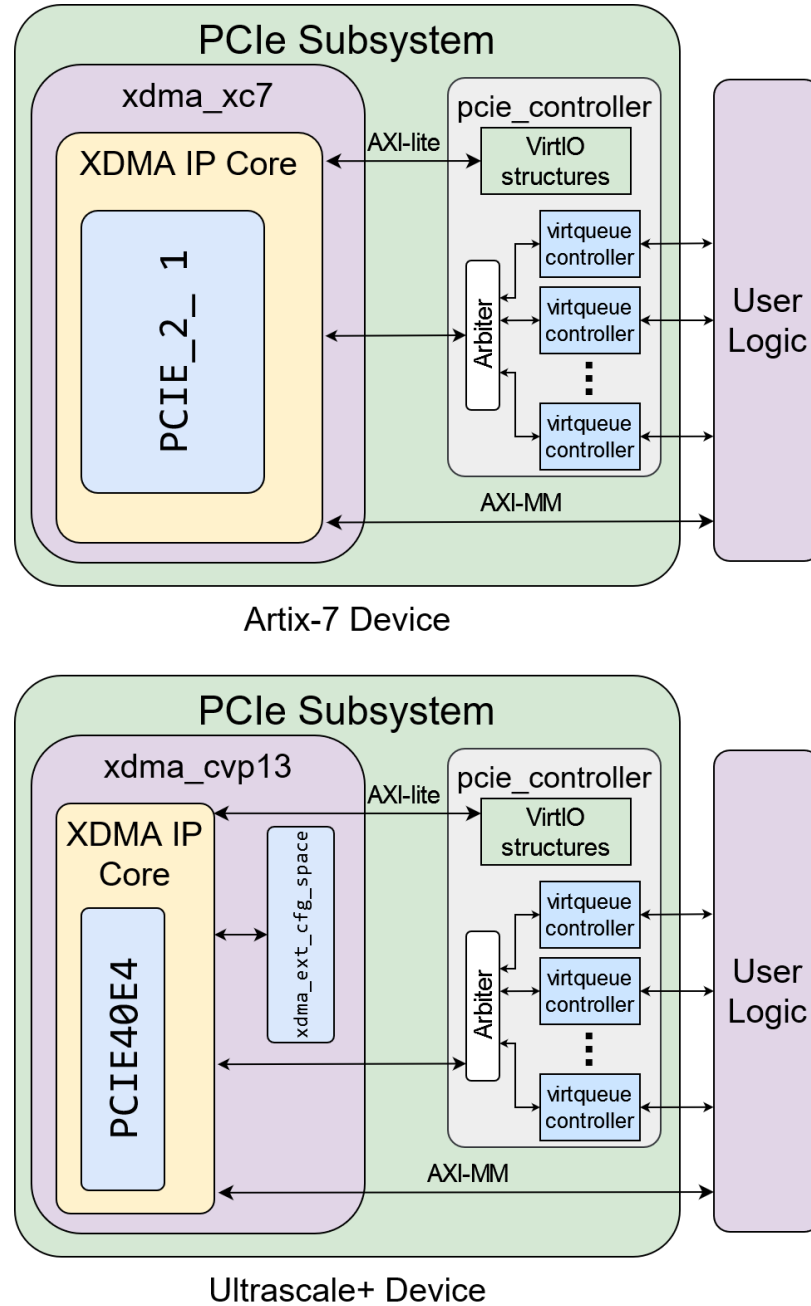 PCIe Subsystem
xdma_xc7
pcie_controller
XDMA IP Core
AXI-lite
VirtIO
structures
PCIE_2_ 1
Arbiter
virtqueue
controller
virtqueue
controller
virtqueue
controller
User
Logic
AXI-MM
Artix-7 Device
PCIe Subsystem
xdma_cvp13
pcie_controller
XDMA IP
Core
AXI-lite
VirtIO
structures
PCIE40E4
xdma_ext_cfg_space
Arbiter
virtqueue
controller
virtqueue
controller
virtqueue
controller
User
Logic
AXI-MM
Ultrascale+ Device